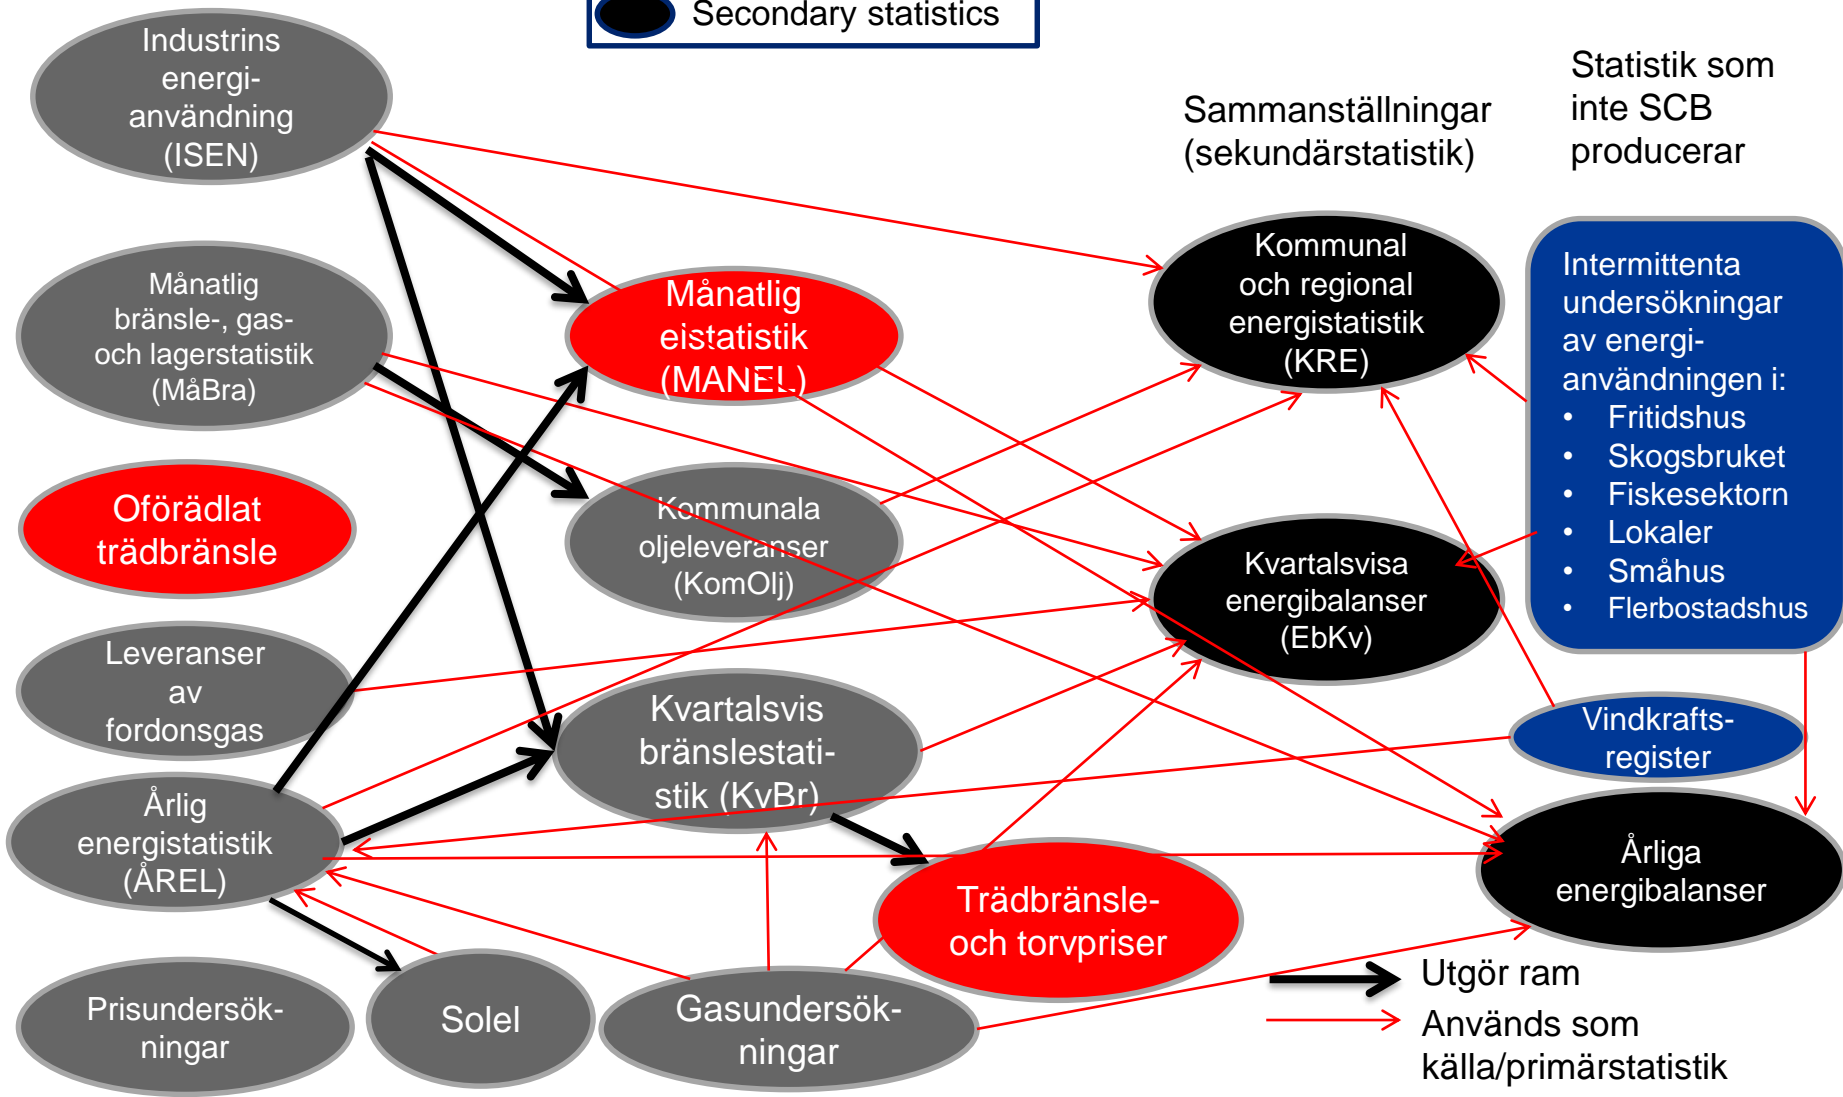 Secondary statistics
Industrins
energi-
användning
(ISEN)
Sammanställningar
(sekundärstatistik)
Statistik som
inte SCB
producerar
Månatlig
bränsle-, gas-
och lagerstatistik
(MåBra)
Månatlig
eistatistik
(MANEL)
Kommunal
och regional
energistatistik
(KRE)
Intermittenta
undersökningar
av energi-
användningen i:
• Fritidshus
• Skogsbruket
• Fiskesektorn
• Lokaler
• Småhus
• Flerbostadshus
Oförädlat
trädbränsle
Kommunala
oljeleveranser
(KomOlj)
Kvartalsvisa
energibalanser
(EbKv)
Leveranser
av
fordonsgas
Kvartalsvis
bränslestati-
stik (KvBr)
Vindkrafts-
register
Årlig
energistatistik
(ÅREL)
Trädbränsle-
och torvpriser
Årliga
energibalanser
Prisundersök-
ningar
Solel
Gasundersök-
ningar
Utgör ram
Används som
källa/primärstatistik